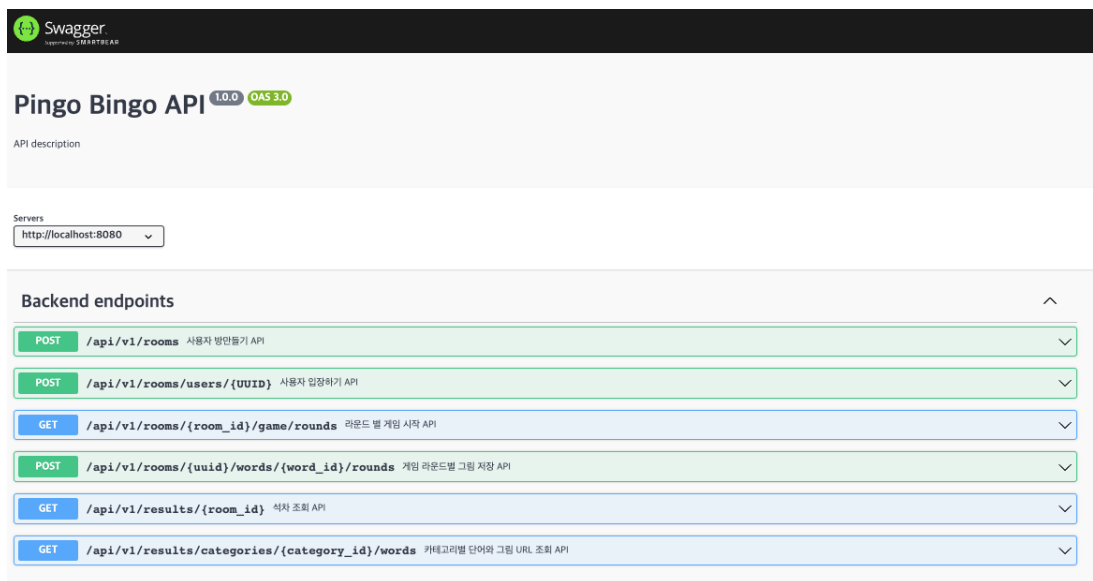 Swagger.
Supported by SMARTBEAR
Pingo Bingo API 1.0.0 OAS 3.0
API description
Servers
http://localhost:8080
Backend endpoints
POST /api/v1/rooms 사용자 방만들기 API
POST /api/v1/rooms/users/{UUID} 사용자 입장하기 API
GET /api/v1/rooms/{room_id}/game/rounds 라운드 별 게임 시작 API
POST /api/v1/rooms/{uuid}/words/{word_id}/rounds 게임 라운드별 그림 저장 API
GET /api/v1/results/{room_id} 석차 조회 API
GET /api/v1/results/categories/{category_id}/words 카테고리별 단어와 그림 URL 조회 API